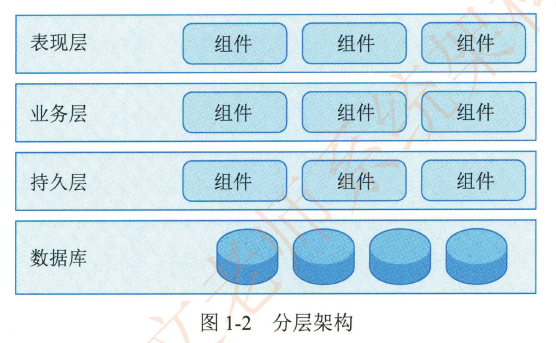 表现层 组件 组件 组件
业务层 组件 组件 组件
持久层 组件 组件 组件
数据库
图 1-2 分层架构